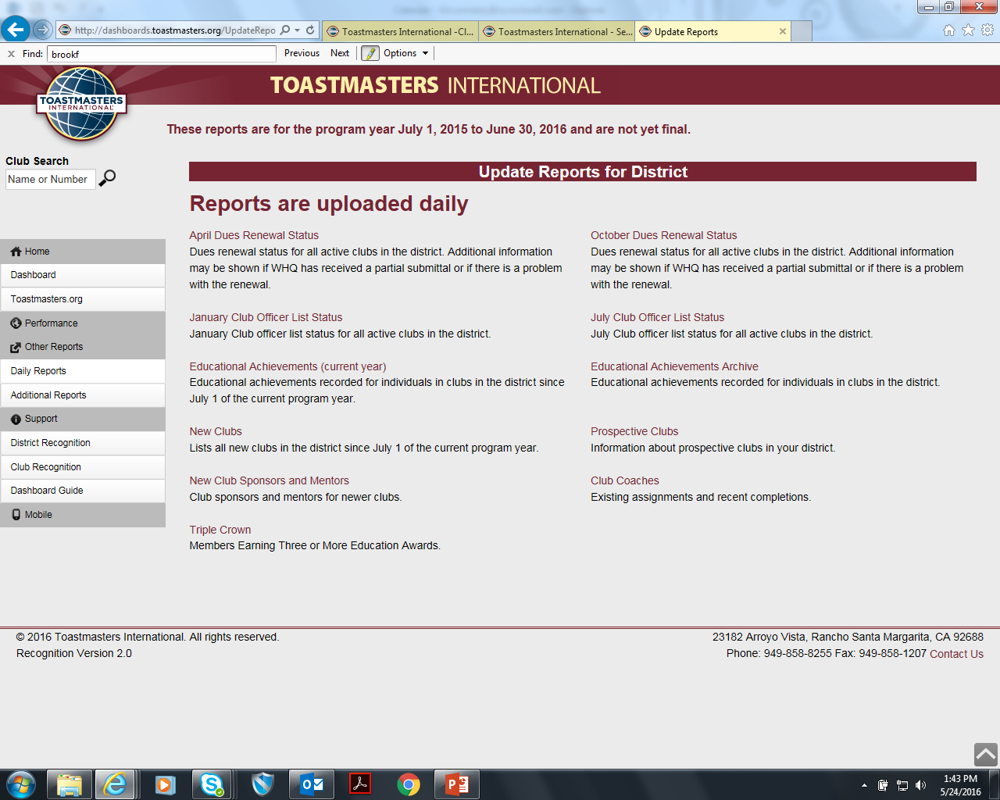 http://dashboards.toastmasters.org/UpdateRepo
Toastmasters International -Cl...
Toastmasters International - Se...
Update Reports
Find: brookf
Previous Next Options
TOASTMASTERS INTERNATIONAL
TOASTMASTERS
INTERNATIONAL
These reports are for the program year July 1, 2015 to June 30, 2016 and are not yet final.
Club Search
Name or Number
Home
Dashboard
Toastmasters.org
Performance
Other Reports
Daily Reports
Additional Reports
Support
District Recognition
Club Recognition
Dashboard Guide
Mobile
Update Reports for District
Reports are uploaded daily
April Dues Renewal Status
Dues renewal status for all active clubs in the district. Additional information
may be shown if WHQ has received a partial submittal or if there is a problem
with the renewal.
October Dues Renewal Status
Dues renewal status for all active clubs in the district. Additional information
may be shown if WHQ has received a partial submittal or if there is a problem
with the renewal.
January Club Officer List Status
January Club officer list status for all active clubs in the district.
July Club Officer List Status
July Club officer list status for all active clubs in the district.
Educational Achievements (current year)
Educational achievements recorded for individuals in clubs in the district since
July 1 of the current program year.
Educational Achievements Archive
Educational achievements recorded for individuals in clubs in the district.
New Clubs
Lists all new clubs in the district since July 1 of the current program year.
Prospective Clubs
Information about prospective clubs in your district.
New Club Sponsors and Mentors
Club sponsors and mentors for newer clubs.
Club Coaches
Existing assignments and recent completions.
Triple Crown
Members Earning Three or More Education Awards.
© 2016 Toastmasters International. All rights reserved.
Recognition Version 2.0
23182 Arroyo Vista, Rancho Santa Margarita, CA 92688
Phone: 949-858-8255 Fax: 949-858-1207 Contact Us
1:43 PM
5/24/2016